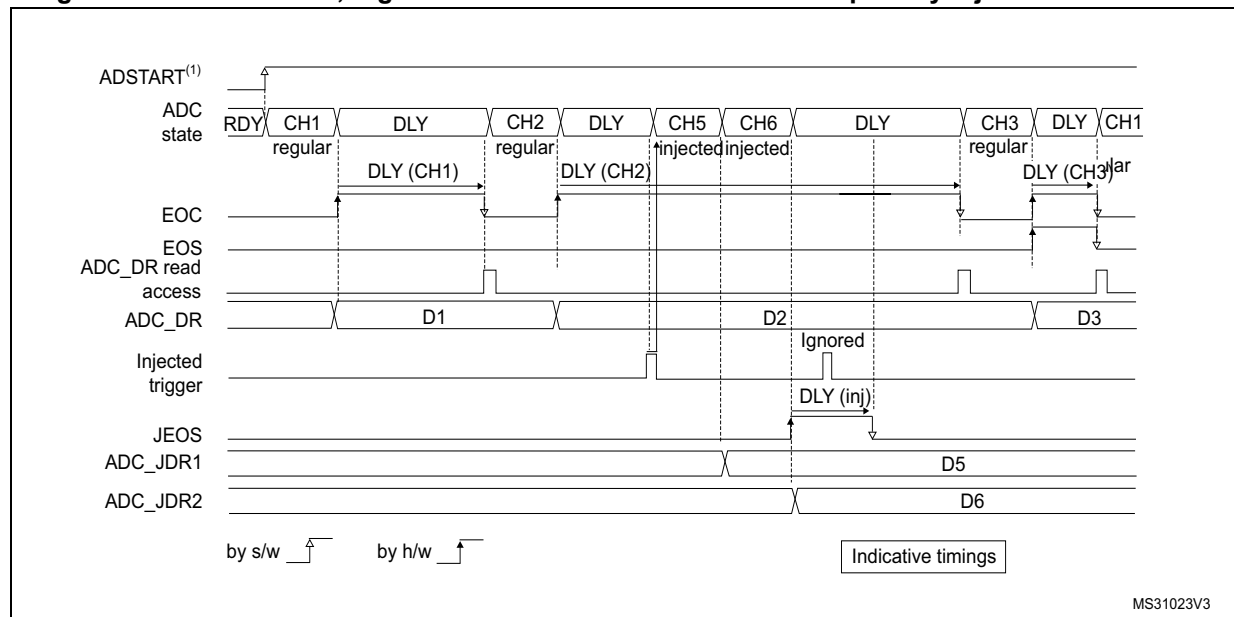 ADSTART(1)
ADC state
RDY CH1 DLY CH2 DLY CH5 CH6 DLY CH3 DLY CH1
regular regular injected injected regular
DLY (CH1) DLY (CH2) DLY (CH3)
EOC
EOS
ADC_DR read access
ADC_DR D1 D2 D3
Ignored
Injected trigger
DLY (inj)
JEOS
ADC_JDR1 D5
ADC_JDR2 D6
by s/w by h/w Indicative timings
MS31023V3